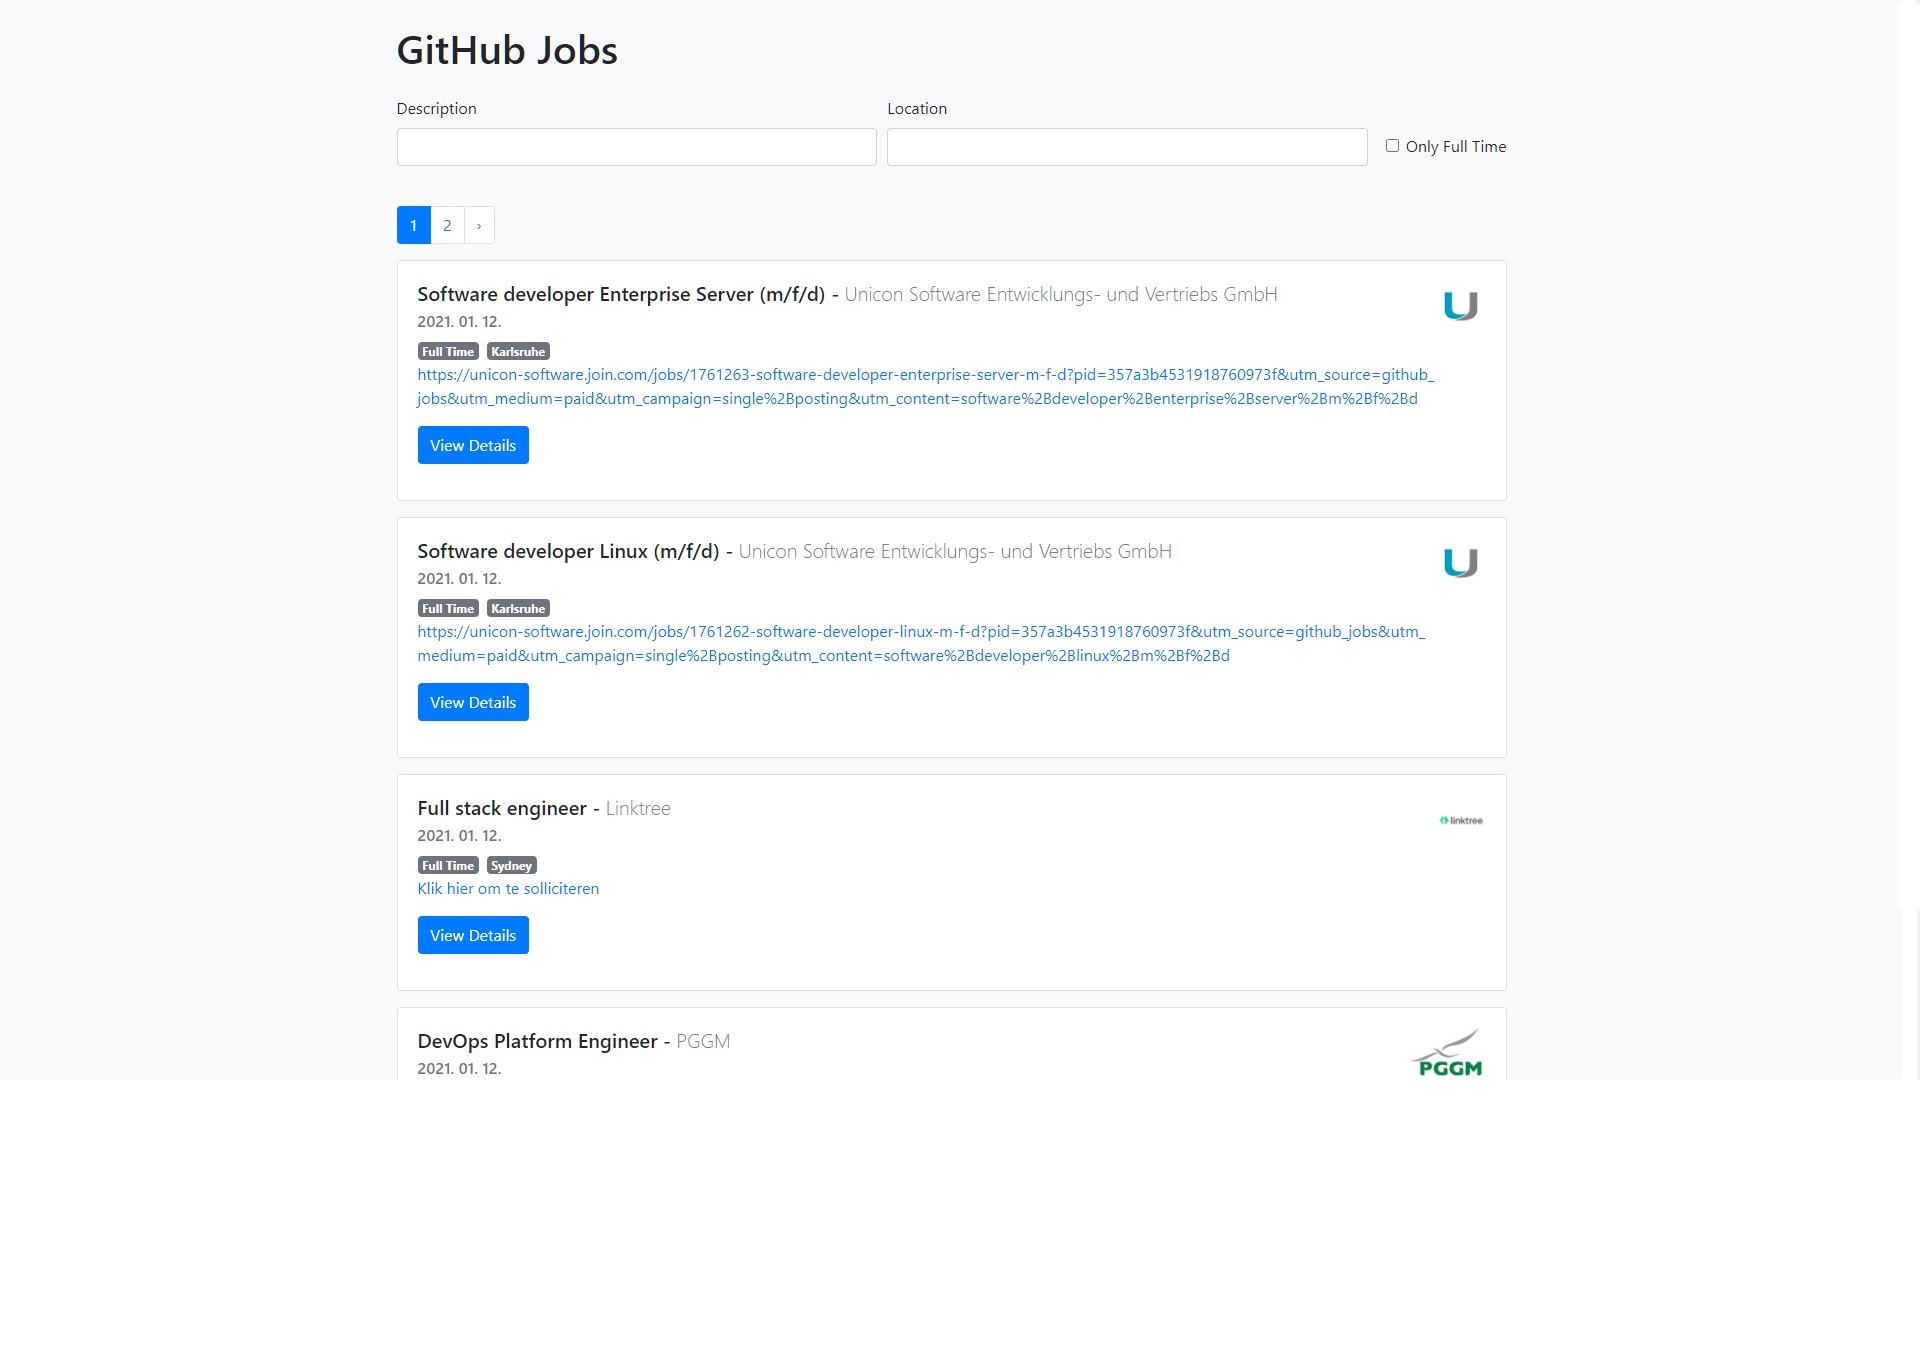 GitHub Jobs
Description
Location
Only Full Time
1 2 ›
Software developer Enterprise Server (m/f/d) - Unicon Software Entwicklungs- und Vertriebs GmbH
2021. 01. 12.
Full Time Karlsruhe
https://unicon-software.join.com/jobs/1761263-software-developer-enterprise-server-m-f-d?pid=357a3b4531918760973f&utm_source=github_
jobs&utm_medium=paid&utm_campaign=single%2Bposting&utm_content=software%2Bdeveloper%2Benterprise%2Bserver%2Bm%2Bf%2Bd
View Details
Software developer Linux (m/f/d) - Unicon Software Entwicklungs- und Vertriebs GmbH
2021. 01. 12.
Full Time Karlsruhe
https://unicon-software.join.com/jobs/1761262-software-developer-linux-m-f-d?pid=357a3b4531918760973f&utm_source=github_jobs&utm_
medium=paid&utm_campaign=single%2Bposting&utm_content=software%2Bdeveloper%2Blinux%2Bm%2Bf%2Bd
View Details
Full stack engineer - Linktree
linktree
2021. 01. 12.
Full Time Sydney
Klik hier om te solliciteren
View Details
DevOps Platform Engineer - PGGM
2021. 01. 12.
PGGM